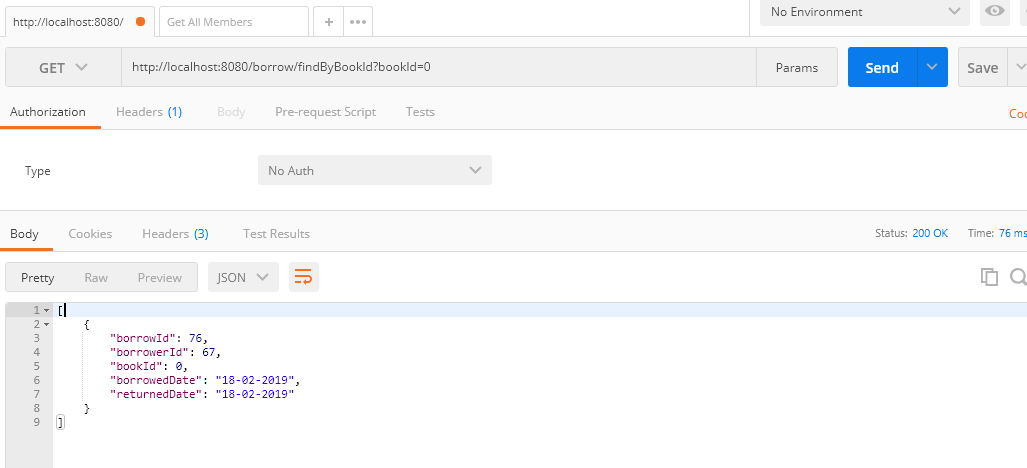 http://localhost:8080/ Get All Members + ••• No Environment
GET http://localhost:8080/borrow/findByBookId?bookId=0 Params Send Save
Authorization Headers (1) Body Pre-request Script Tests
Type No Auth
Body Cookies Headers (3) Test Results Status: 200 OK Time: 76 ms
Pretty Raw Preview JSON
1 [
2 {
3 "borrowId": 76,
4 "borrowerId": 67,
5 "bookId": 0,
6 "borrowedDate": "18-02-2019",
7 "returnedDate": "18-02-2019"
8 }
9 ]